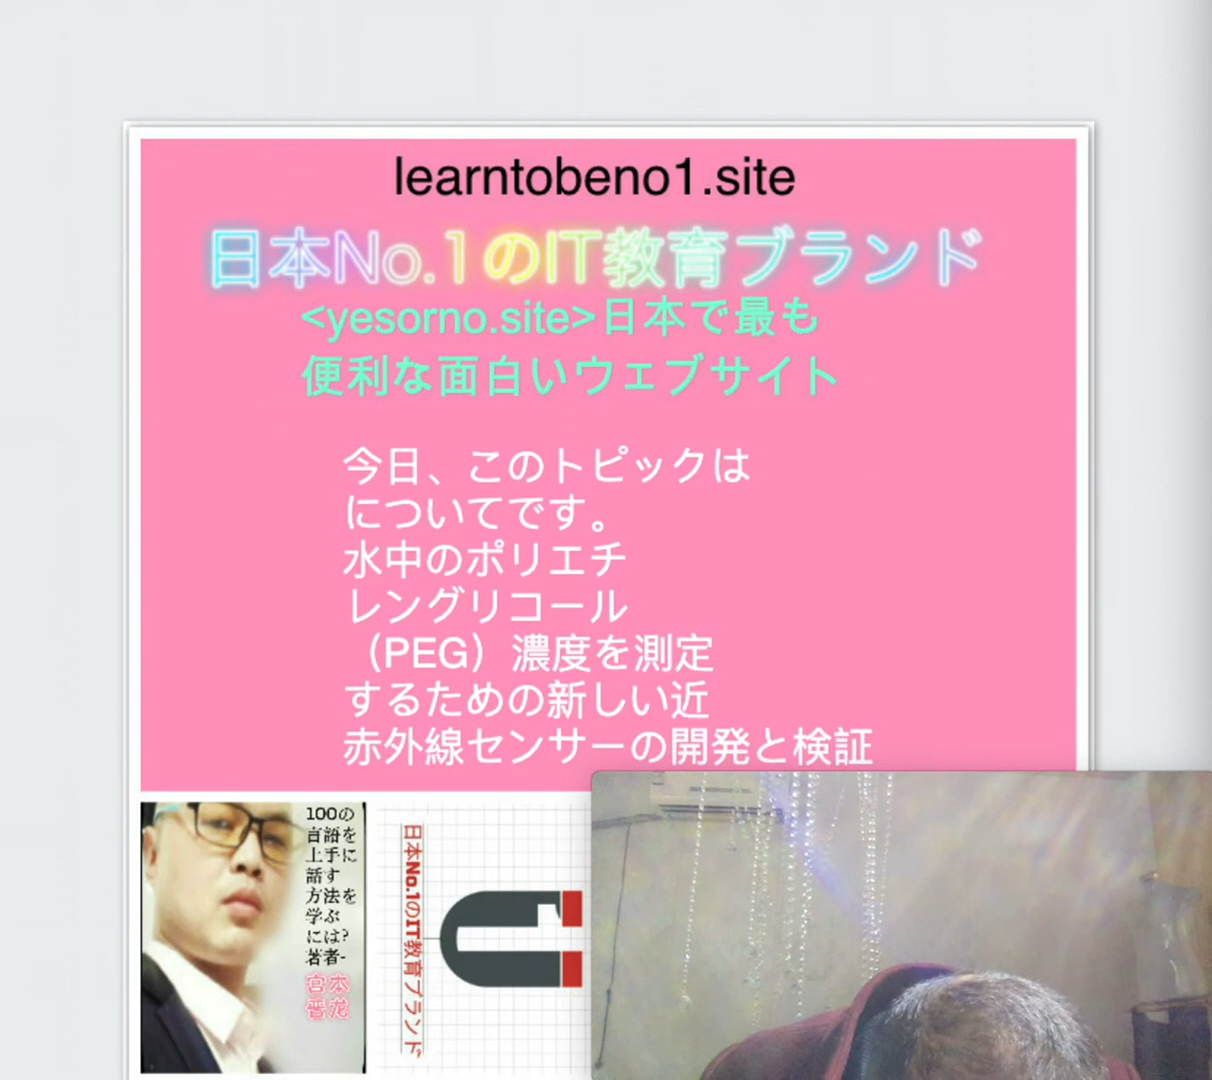 learntobeno1.site
日本No.1のIT教育ブランド
<yesorno.site>日本で最も
便利な面白いウェブサイト
今日、このトピックは
についてです。
水中のポリエチ
レングリコール
（PEG）濃度を測定
するための新しい近
赤外線センサーの開発と検証
100の
言語を
上手に
話す
方法を
学ぶ
には?
著者-
宮本
晋龙
日本No.1のIT教育ブランド